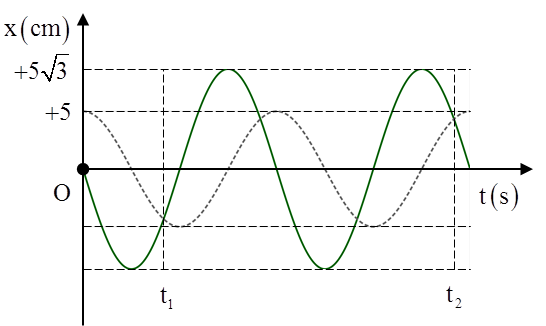 x(cm)
+5√3
+5
O
t(s)
t₁
t₂